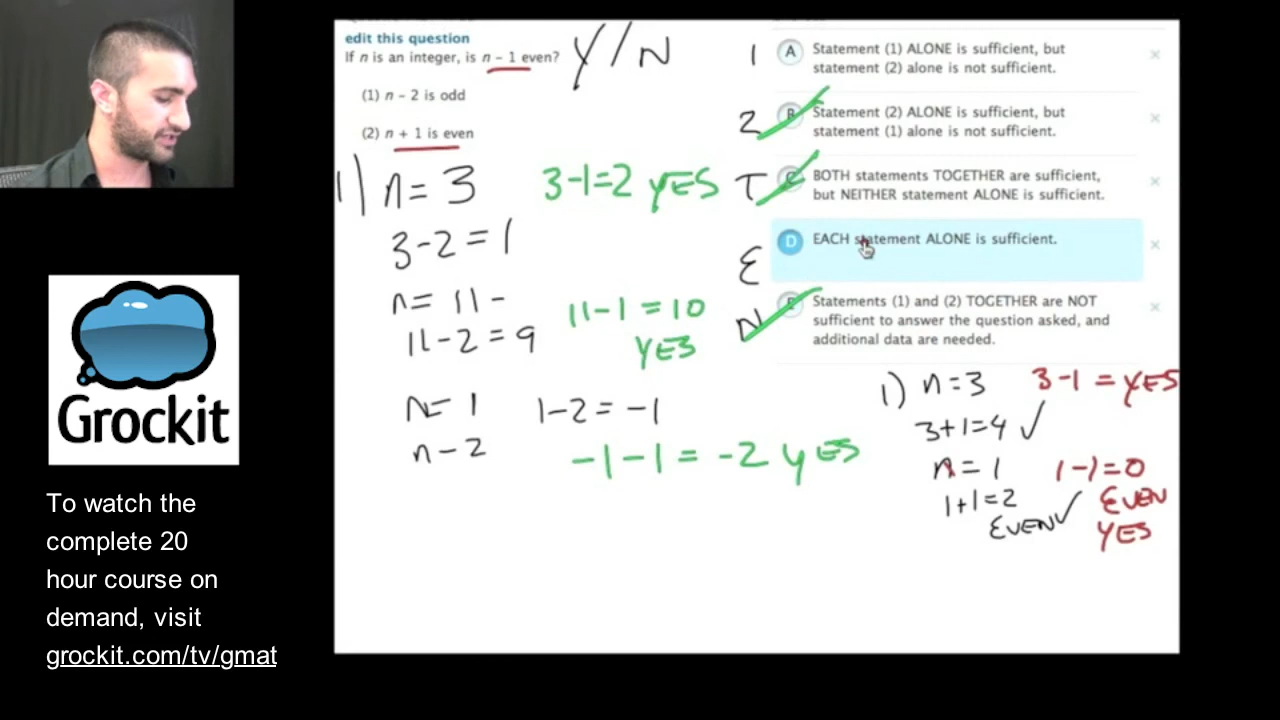 edit this question
If n is an integer, is n – 1 even?
Y/N
(1) n – 2 is odd
(2) n + 1 is even
1) n = 3
3-1=2 YES
3-2=1
n= 11 -
11-2=9
11-1=10
YES
n= 1
1-2=-1
n-2
-1-1= -2 YES
1
A
Statement (1) ALONE is sufficient, but
statement (2) alone is not sufficient.
2
B
Statement (2) ALONE is sufficient, but
statement (1) alone is not sufficient.
T
C
BOTH statements TOGETHER are sufficient,
but NEITHER statement ALONE is sufficient.
E
D
EACH statement ALONE is sufficient.
N
E
Statements (1) and (2) TOGETHER are NOT
sufficient to answer the question asked, and
additional data are needed.
1) n=3
3-1 = YES
3+1=4 ✓
n= 1
1-1=0
1+1=2
EVEN ✓
EVEN
YES
Grockit
To watch the
complete 20
hour course on
demand, visit
grockit.com/tv/gmat